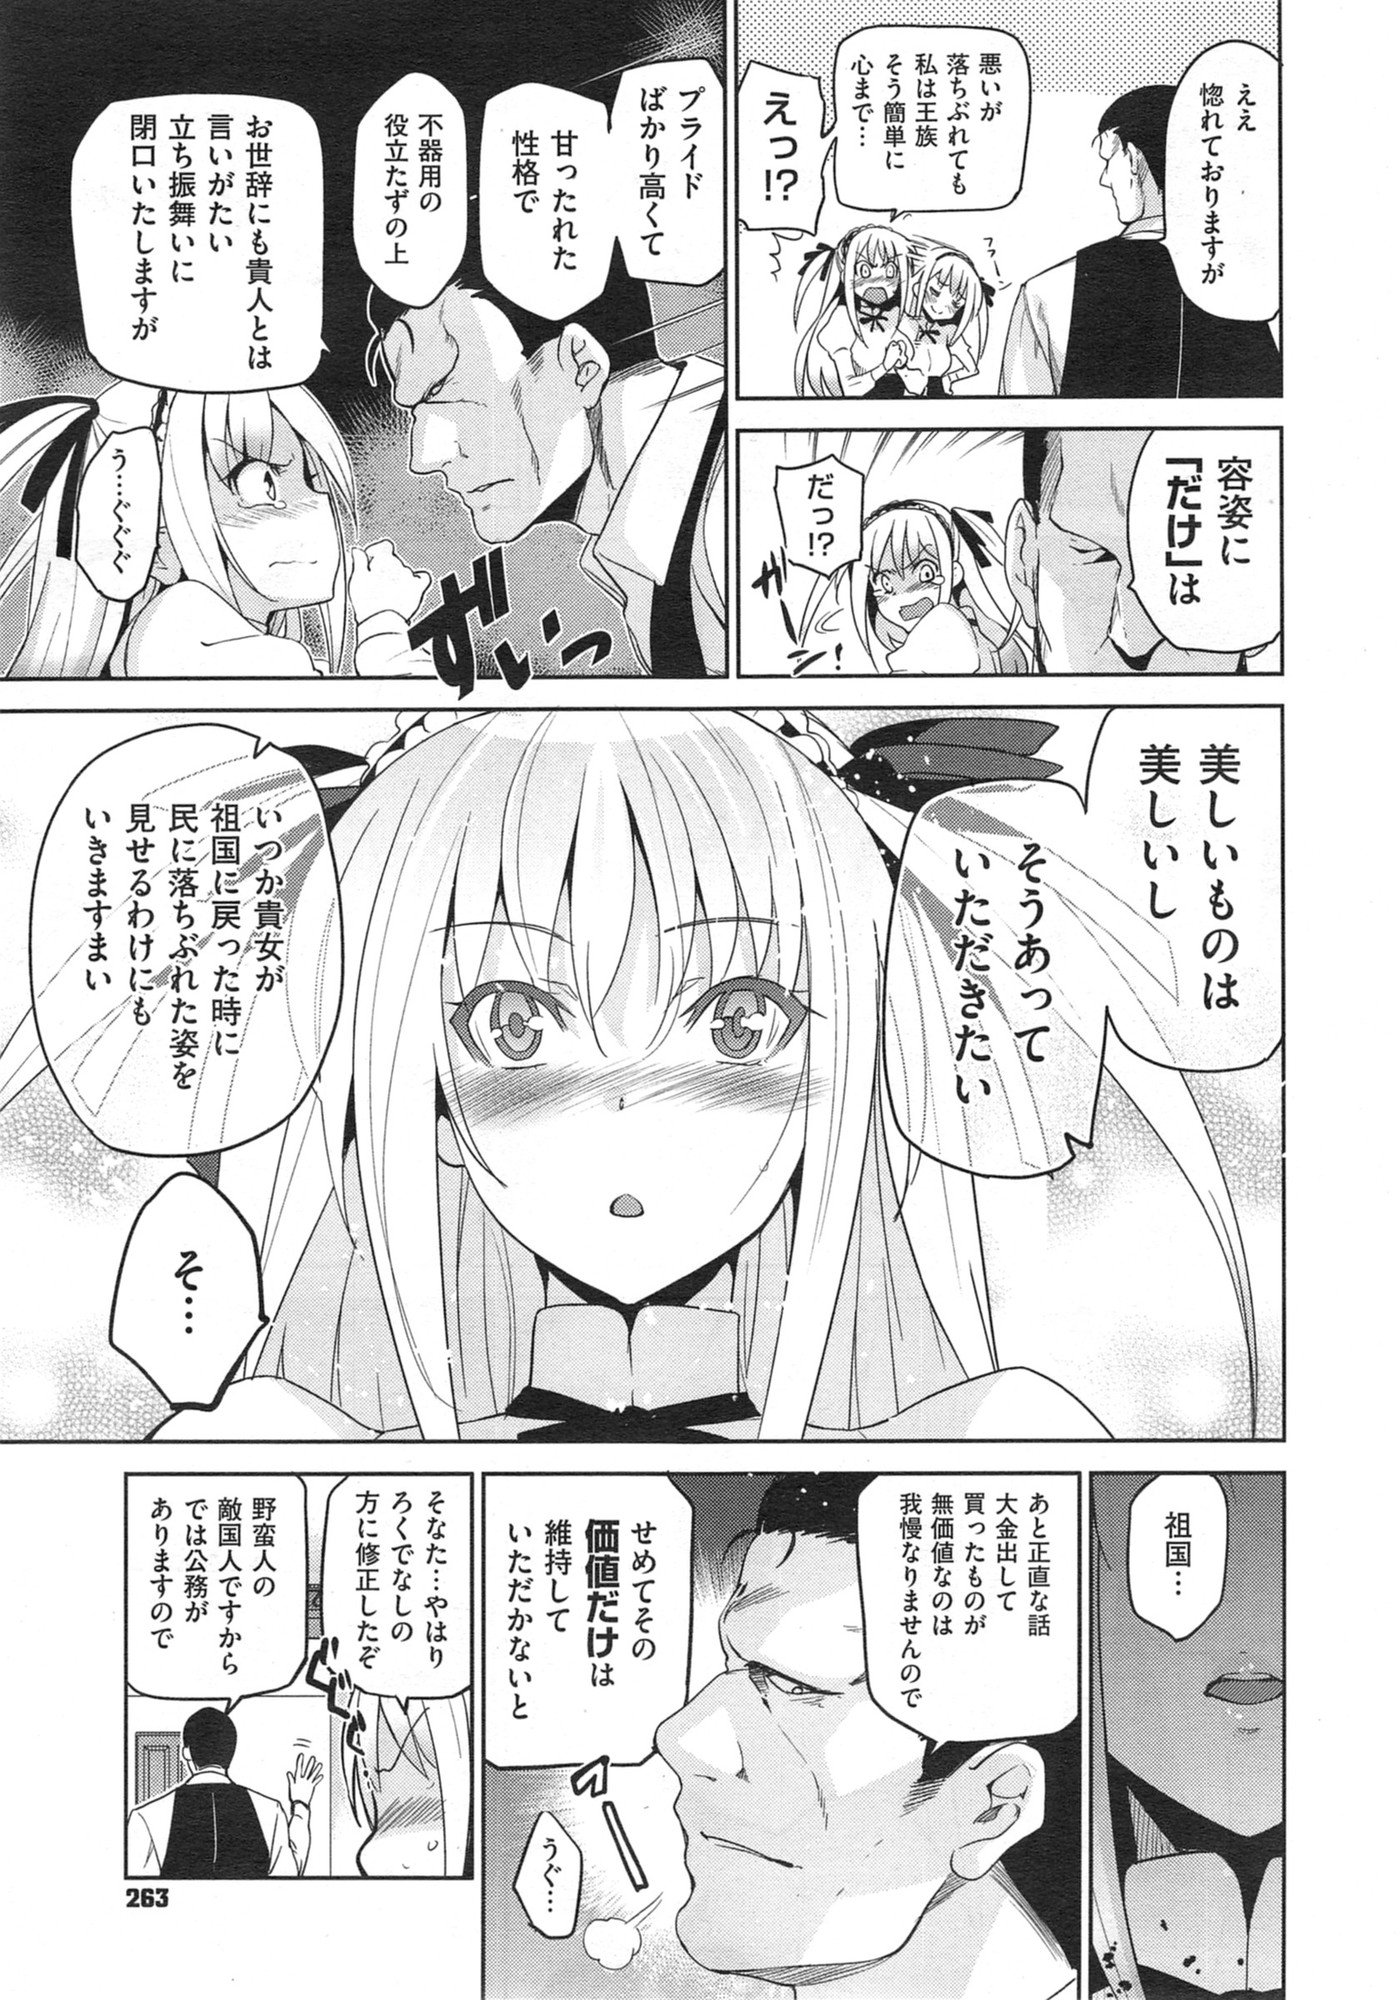 ええ
惚れておりますが
悪いが
落ちぶれても
私は王族
そう簡単に
心まで…
えっ!?
フフーン
容姿に
「だけ」は
だっ!?
ガーン!
プライド
ばかり高くて
甘ったれた
性格で
不器用の
役立たずの上
お世辞にも貴人とは
言いがたい
立ち振舞いに
閉口いたしますが
う…ぐぐぐ
ずいっ
美しいものは
美しいし
そうあって
いただきたい
いつか貴女が
祖国に戻った時に
民に落ちぶれた姿を
見せるわけにも
いきますまい
そ…
祖国…
あと正直な話
大金出して
買ったものが
無価値なのは
我慢なりませんので
せめてその
価値だけは
維持して
いただかないと
うぐ…
そなた…やはり
ろくでなしの
方に修正したぞ
野蛮人の
敵国人ですから
では公務が
ありますので
263